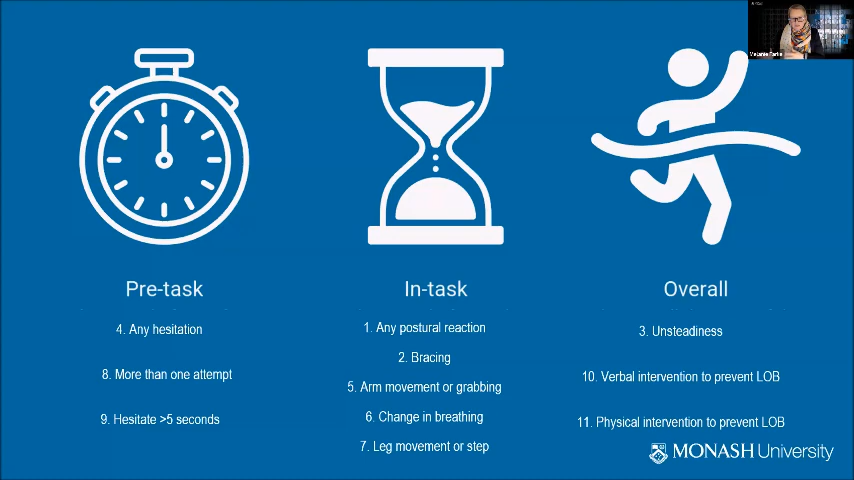 Melanie Farlie
Pre-task
In-task
Overall
4. Any hesitation
8. More than one attempt
9. Hesitate >5 seconds
1. Any postural reaction
2. Bracing
5. Arm movement or grabbing
6. Change in breathing
7. Leg movement or step
3. Unsteadiness
10. Verbal intervention to prevent LOB
11. Physical intervention to prevent LOB
MONASH University